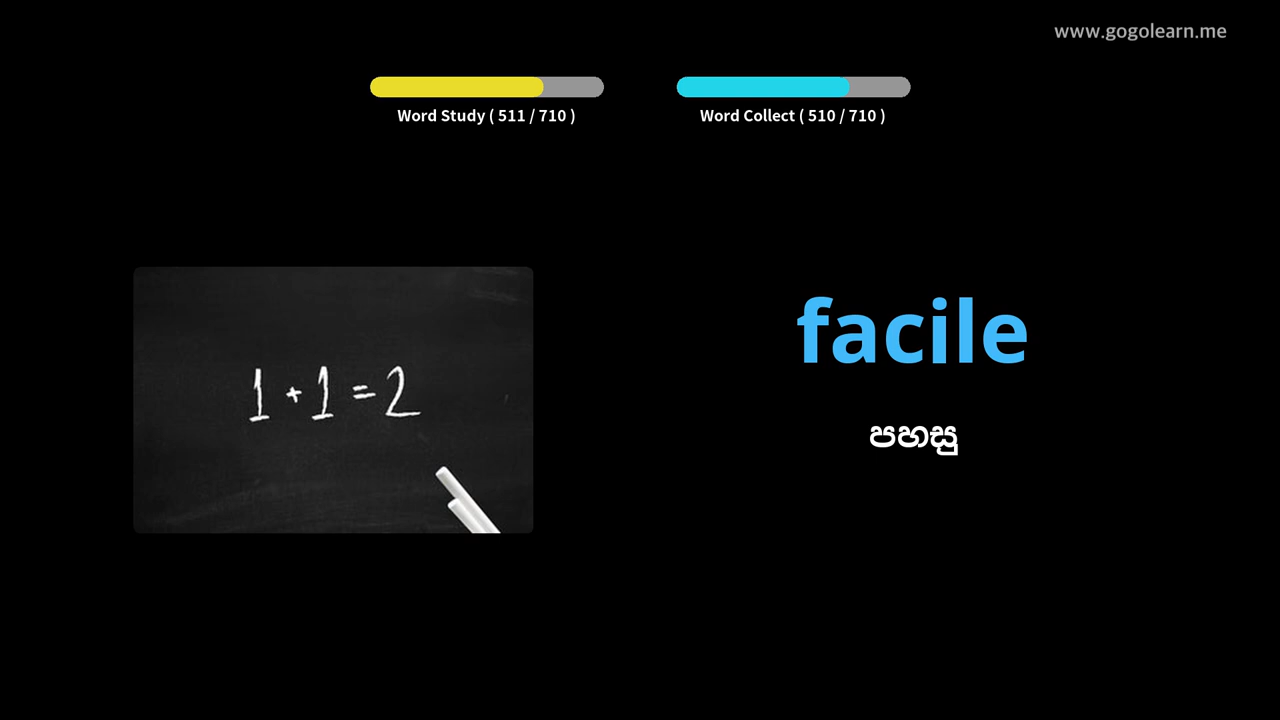 www.gogolearn.me
Word Study ( 511 / 710 )
Word Collect ( 510 / 710 )
1 + 1 = 2
facile
පහසු